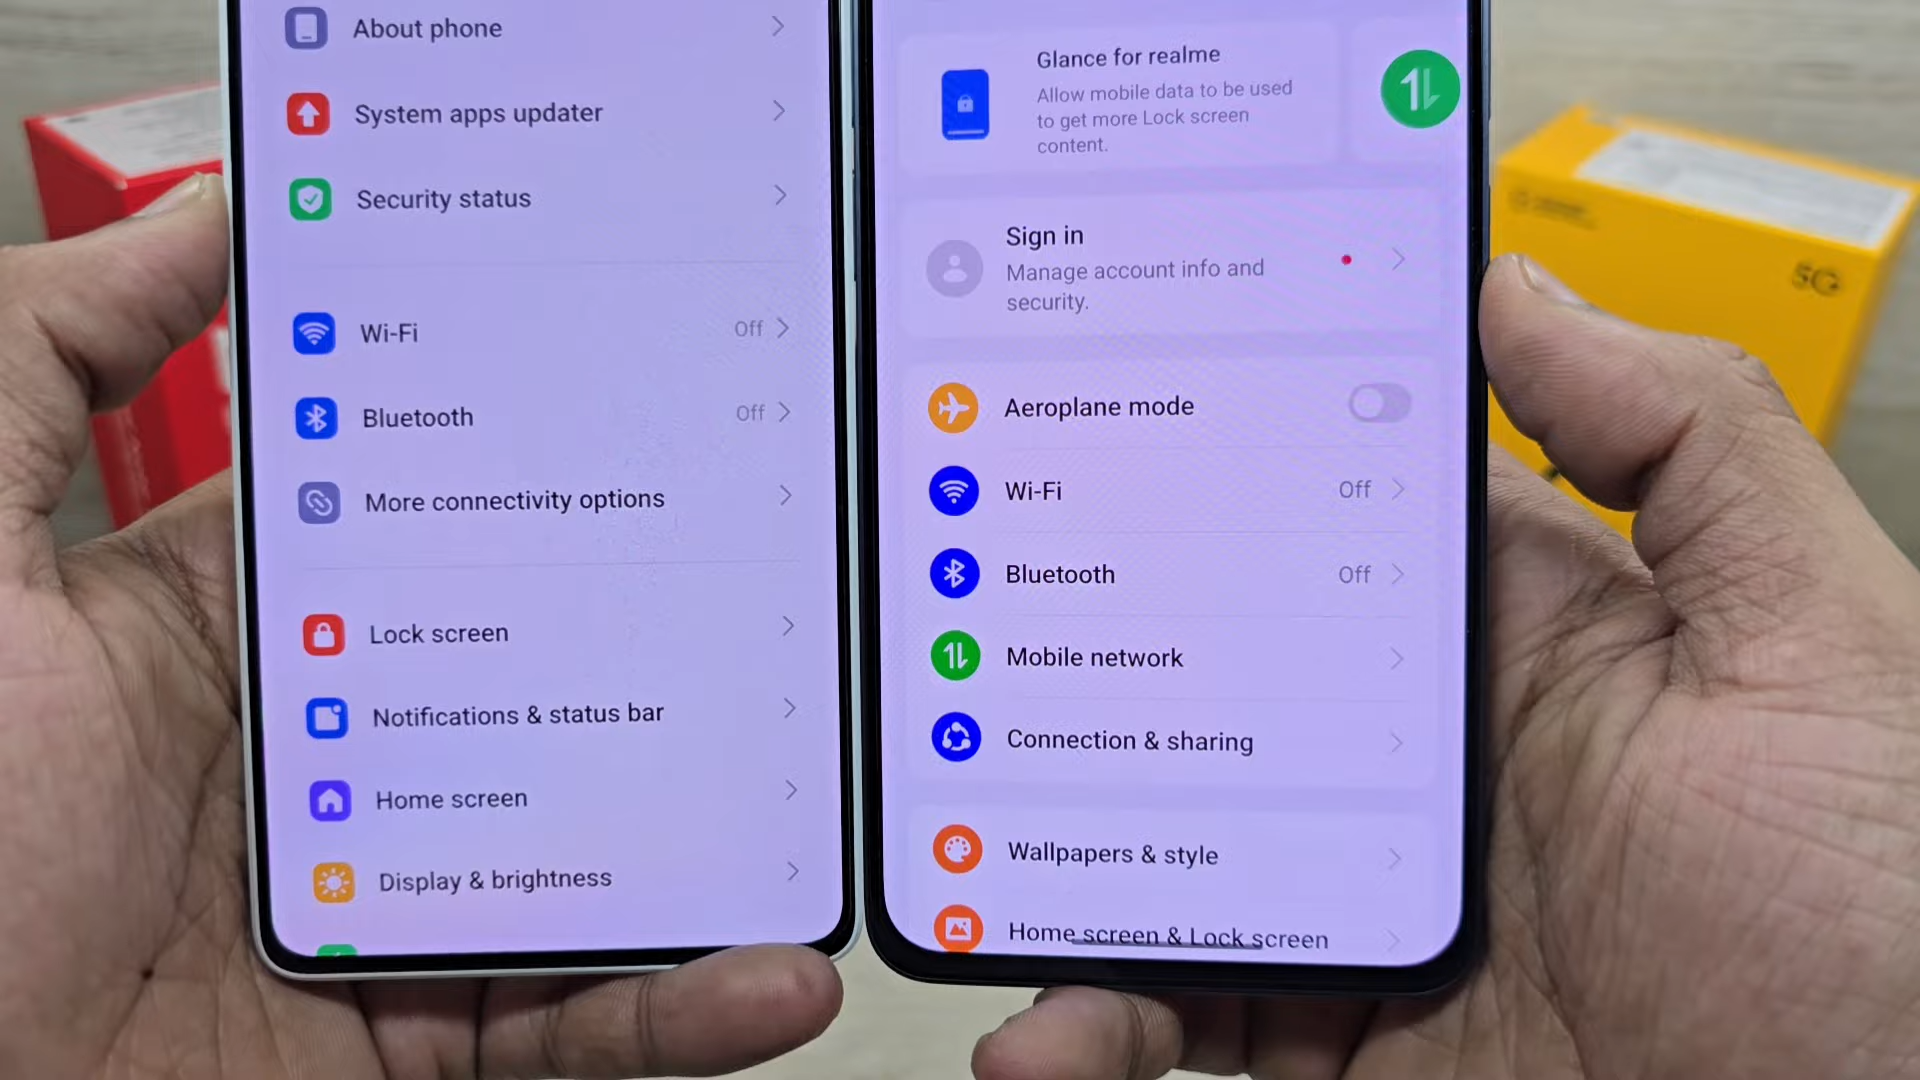 About phone
System apps updater
Security status
Wi-Fi Off
Bluetooth Off
More connectivity options
Lock screen
Notifications & status bar
Home screen
Display & brightness
Glance for realme
Allow mobile data to be used
to get more Lock screen
content.
Sign in
Manage account info and
security.
Aeroplane mode
Wi-Fi Off
Bluetooth Off
Mobile network
Connection & sharing
Wallpapers & style
Home screen & Lock screen
5G